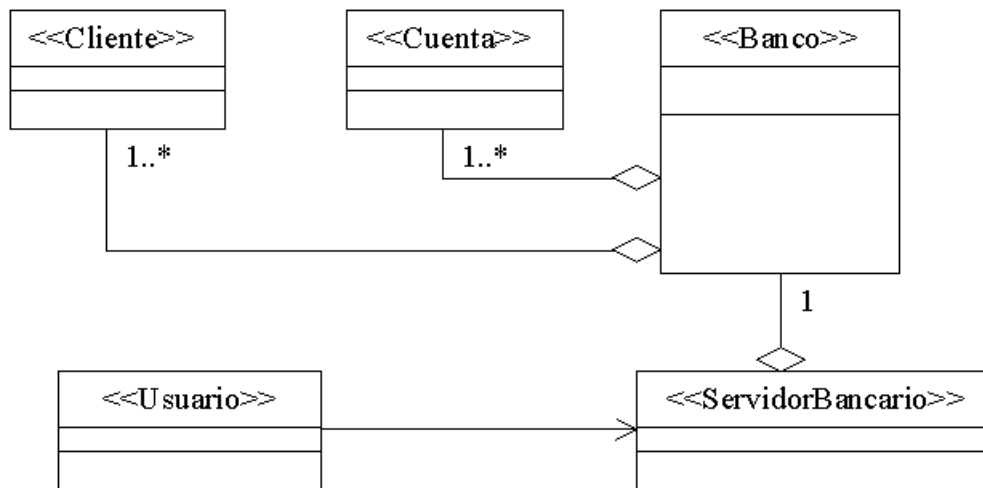 <<Cliente>>
<<Cuenta>>
<<Banco>>
1..*
1..*
1
<<Usuario>>
<<ServidorBancario>>